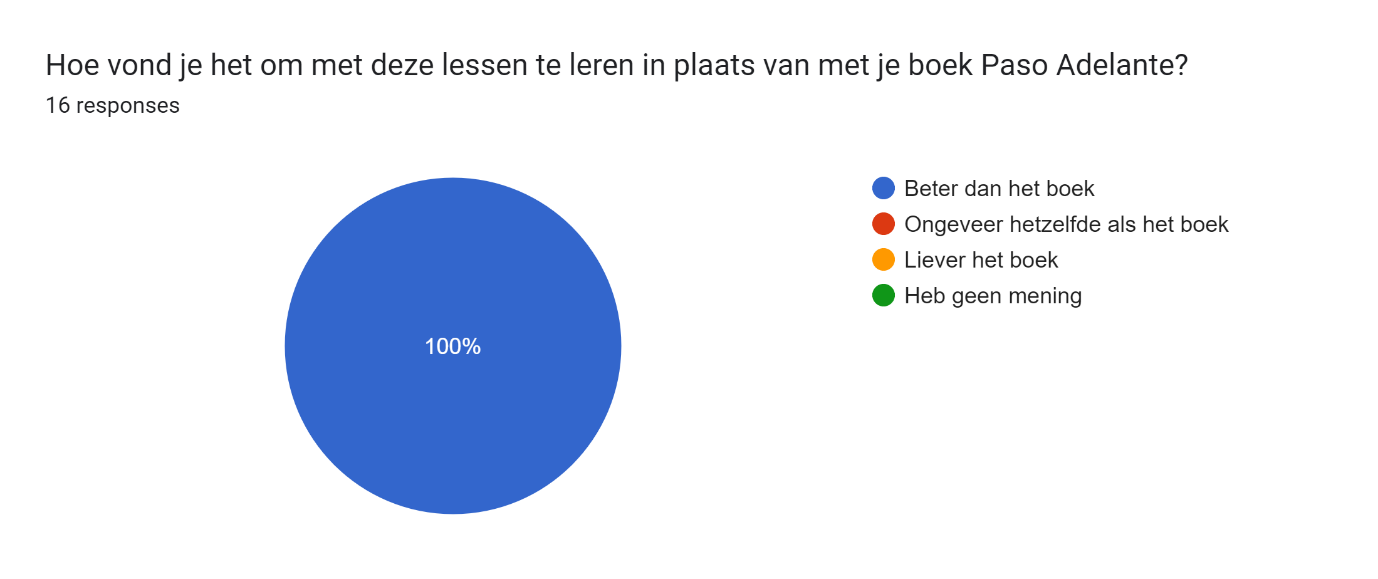 Hoe vond je het om met deze lessen te leren in plaats van met je boek Paso Adelante?
16 responses
100%
Beter dan het boek
Ongeveer hetzelfde als het boek
Liever het boek
Heb geen mening